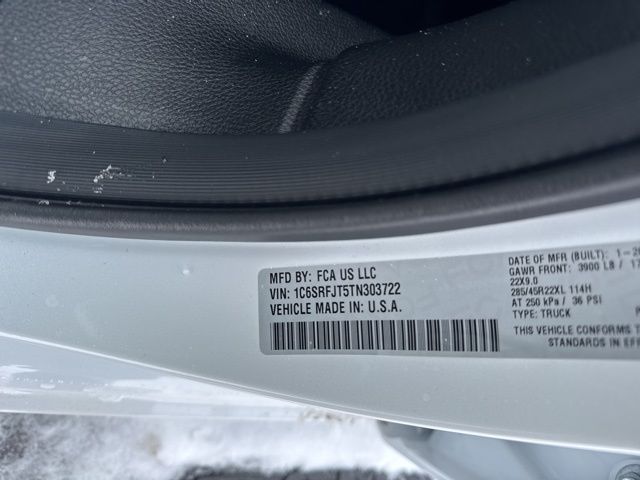 MFD BY: FCA US LLC
VIN: 1C6SRFJT5TN303722
VEHICLE MADE IN: U.S.A.
DATE OF MFR (BUILT): 1-
GAWR FRONT: 3900 LB /
22X9.0
285/45R22XL 114H
AT 250 kPa / 36 PSI
TYPE: TRUCK
THIS VEHICLE CONFORMS
STANDARDS IN